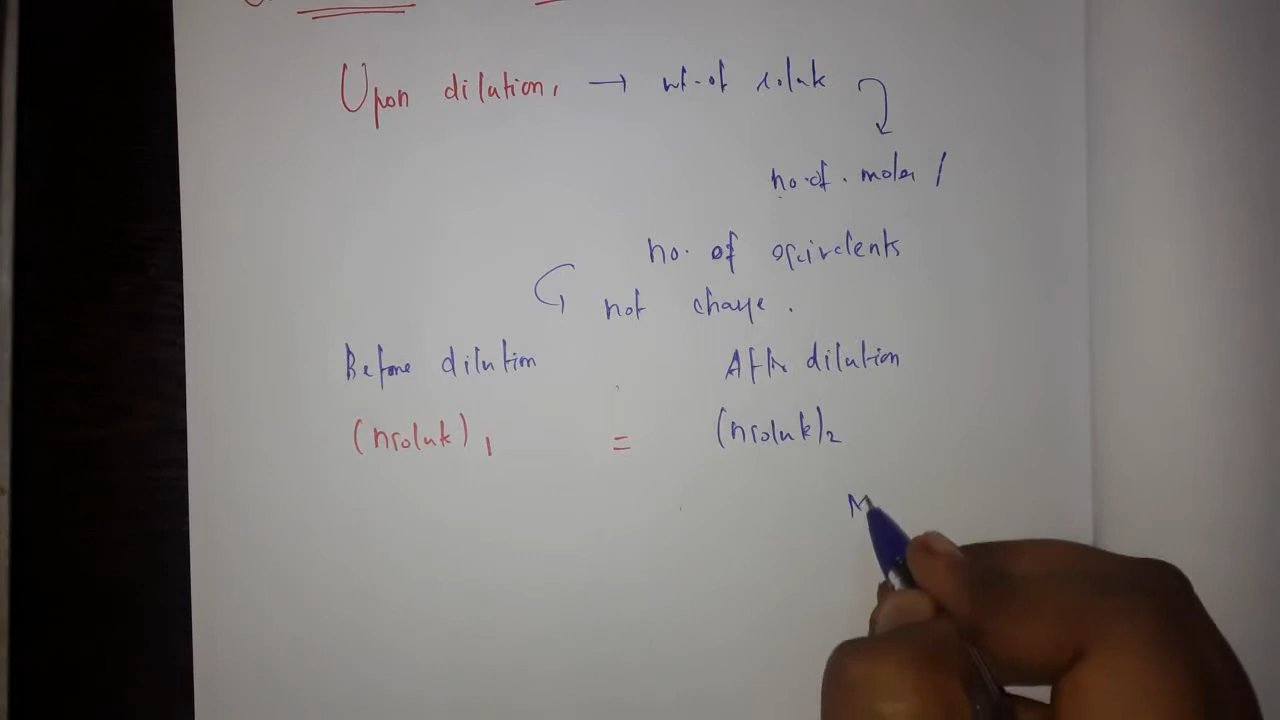 Upon dilution, → wt. of solute
no. of. moles /
no. of equivalents
not change.
Before dilution After dilution
(nsolute)1 = (nsolute)2
M